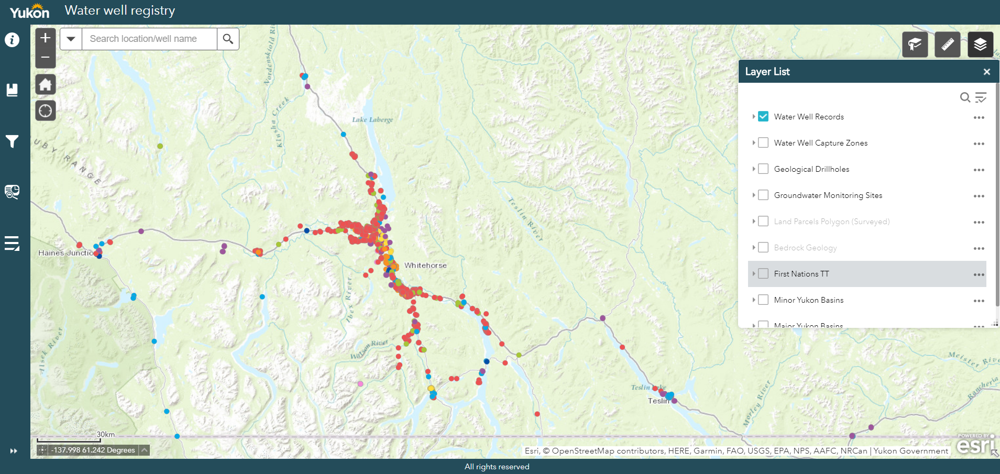 Yukon
Water well registry
Search location/well name
Layer List
Water Well Records
Water Well Capture Zones
Geological Drillholes
Groundwater Monitoring Sites
Land Parcels Polygon (Surveyed)
Bedrock Geology
First Nations TT
Minor Yukon Basins
Major Yukon Basins
Nordenskiold Ri
Klusha Creek
Lake Laberge
UBY RANGE
Teslin River
Haines Junctio
Whitehorse
Ibex River
Alsek River
Watson River
Teslin Lake
Teslin
Morley River
Meister Rive
Rancheria
30km
-137.998 61.242 Degrees
Esri, © OpenStreetMap contributors, HERE, Garmin, FAO, USGS, EPA, NPS, AAFC, NRCan | Yukon Government
POWERED BY
esri
All rights reserved